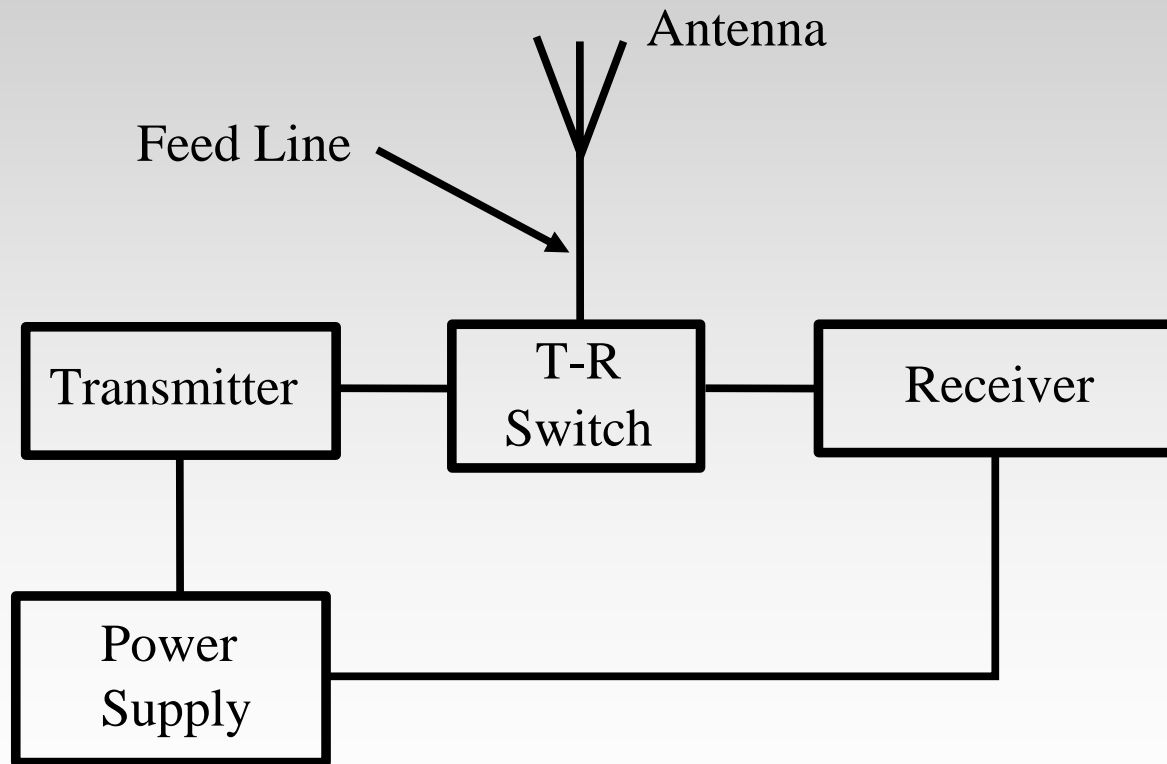 Antenna
Feed Line
Transmitter
T-R
Switch
Receiver
Power
Supply